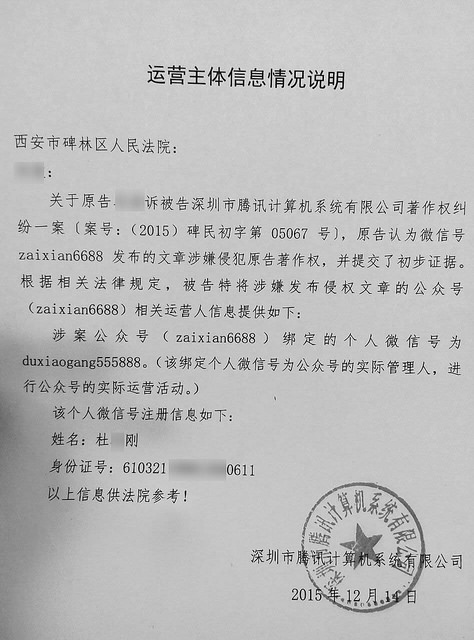 运营主体信息情况说明
西安市碑林区人民法院：
：
关于原告 诉被告深圳市腾讯计算机系统有限公司著作权纠
纷一案〔案号：（2015）碑民初字第 05067 号〕，原告认为微信号
zaixian6688 发布的文章涉嫌侵犯原告著作权，并提交了初步证据。
根据相关法律规定，被告特将涉嫌发布侵权文章的公众号
（zaixian6688）相关运营人信息提供如下：
涉案公众号（zaixian6688）绑定的个人微信号为
duxiaogang555888。（该绑定个人微信号为公众号的实际管理人，进
行公众号的实际运营活动。）
该个人微信号注册信息如下：
姓名：杜 刚
身份证号：610321 0611
以上信息供法院参考！
深圳市腾讯计算机系统有限公司
深圳市腾讯计算机系统有限公司
2015 年 12 月 14 日